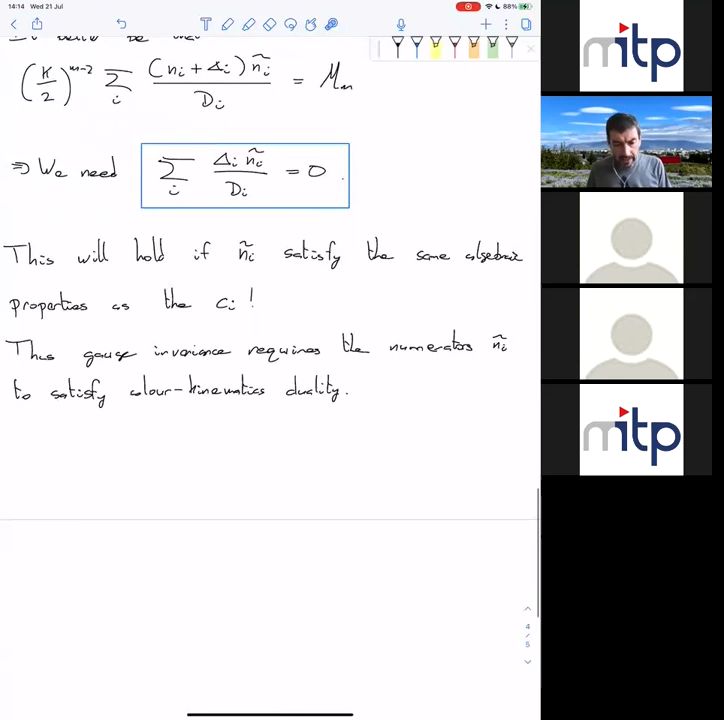 14:14 Wed 21 Jul
88%
mitp
(K/2)^{m-2} Σ_i (n_i + Δ_i) ñ_i / D_i = M_m
⇒ We need Σ_i Δ_i ñ_i / D_i = 0 .
This will hold if ñ_i satisfy the same algebraic
properties as the c_i !
Thus gauge invariance requires the numerators ñ_i
to satisfy colour-kinematics duality.
mitp
4
/
5